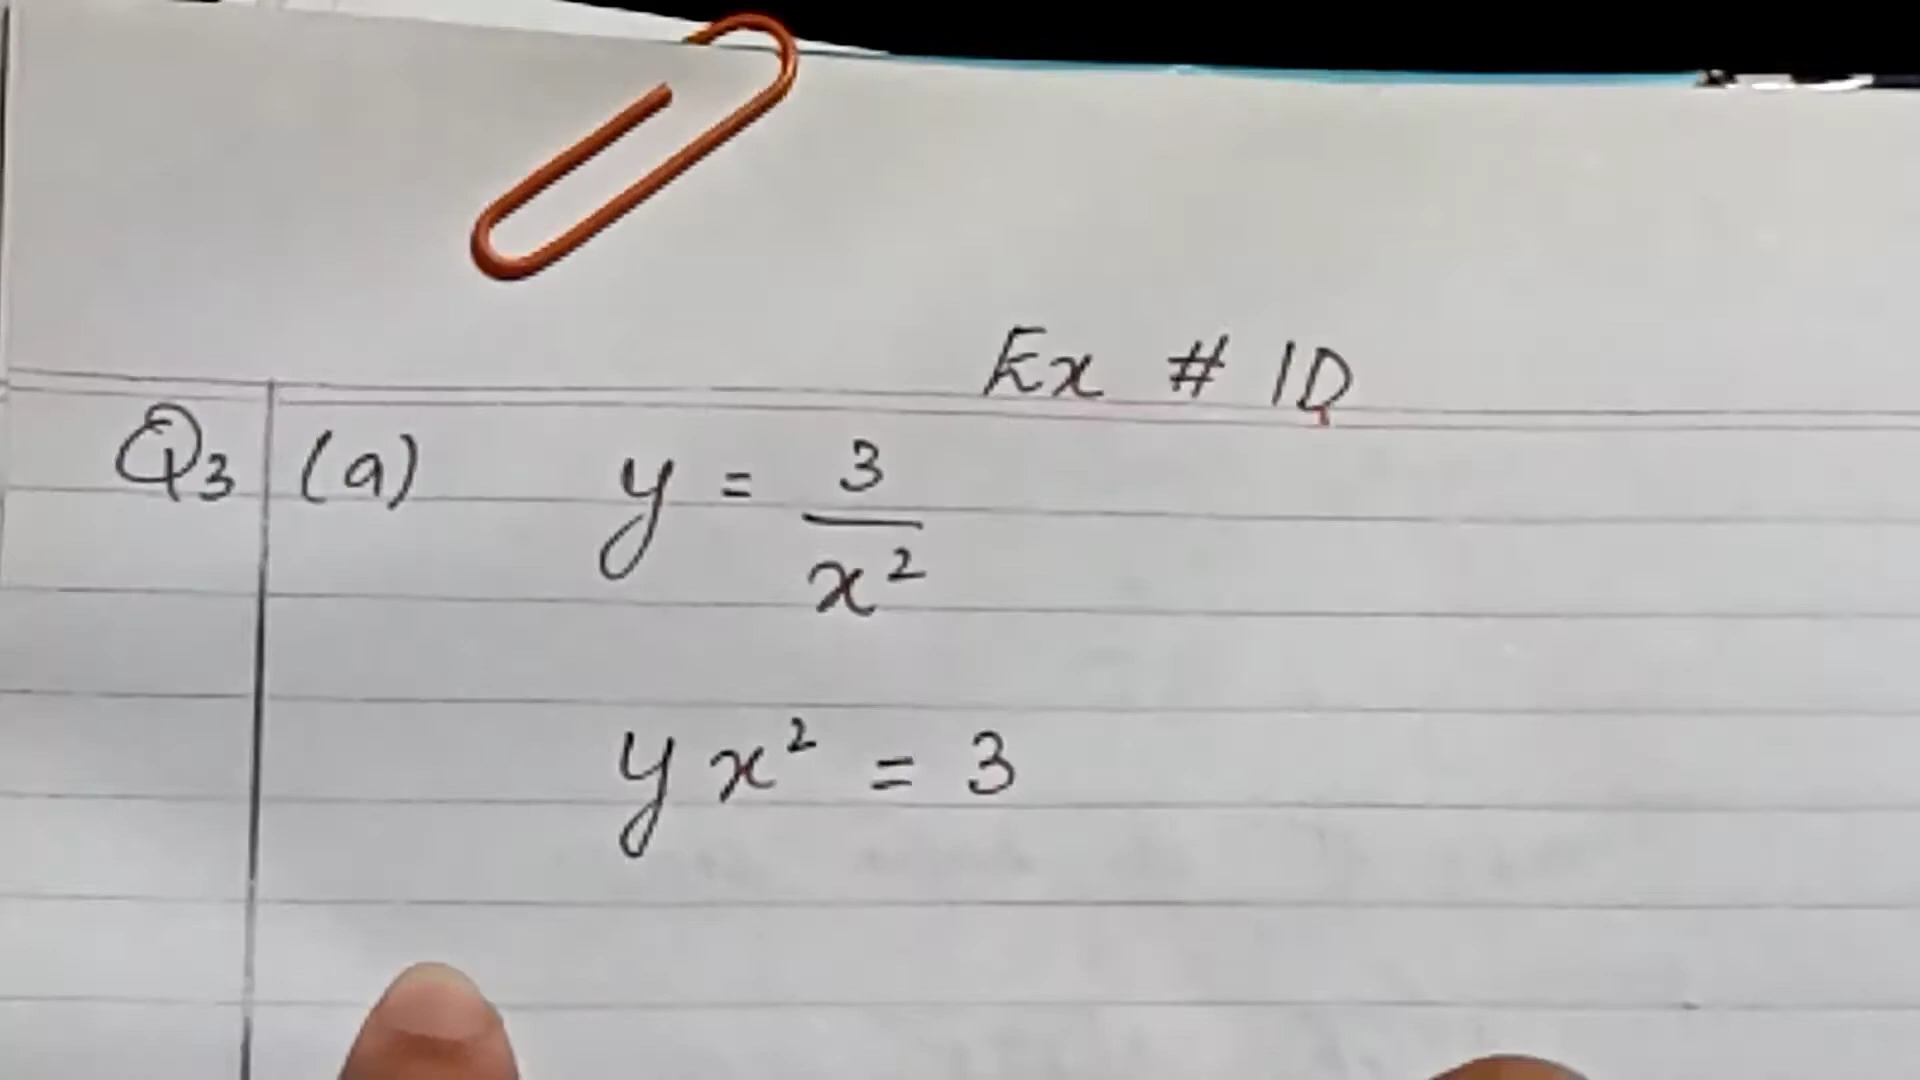 Ex # 1D
Q3 (a) y = 3/x²
yx² = 3